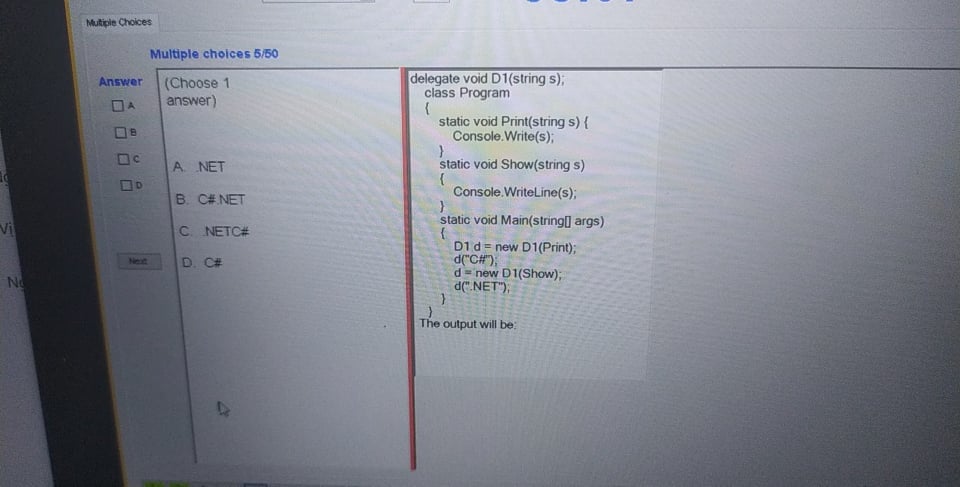 Multiple Choices
Multiple choices 5/50
Answer
A
B
C
D
Next
(Choose 1
answer)
A. .NET
B. C#.NET
C. .NETC#
D. C#
delegate void D1(string s);
class Program
{
static void Print(string s) {
Console.Write(s);
}
static void Show(string s)
{
Console.WriteLine(s);
}
static void Main(string[] args)
{
D1 d = new D1(Print);
d("C#");
d = new D1(Show);
d(".NET");
}
}
The output will be: